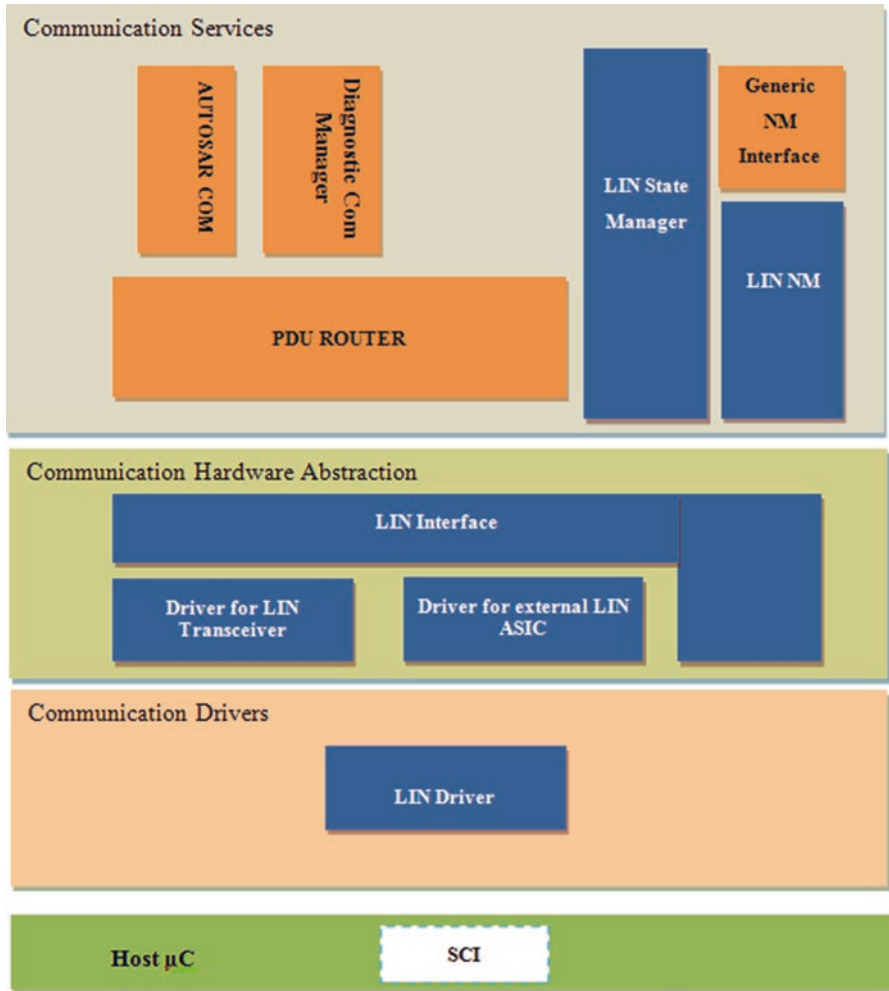 Communication Services
AUTOSAR COM
Diagnostic Com
Manager
LIN State
Manager
Generic
NM
Interface
LIN NM
PDU ROUTER
Communication Hardware Abstraction
LIN Interface
Driver for LIN
Transceiver
Driver for external LIN
ASIC
Communication Drivers
LIN Driver
Host µC
SCI